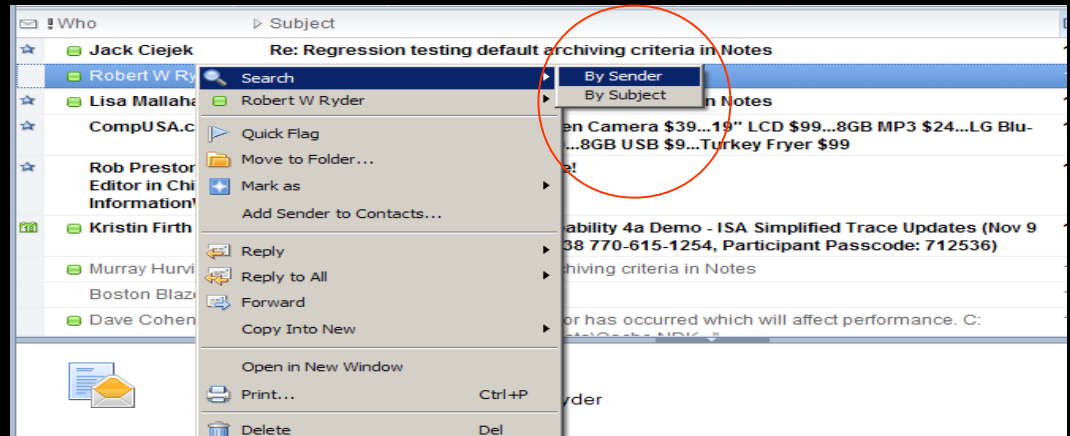 ! Who Subject
Jack Ciejek Re: Regression testing default archiving criteria in Notes
Robert W Ry
Search
By Sender
Robert W Ryder
By Subject
Lisa Mallaha n Notes
CompUSA.c en Camera $39...19" LCD $99...8GB MP3 $24...LG Blu-
...8GB USB $9...Turkey Fryer $99
Quick Flag
Move to Folder...
Rob Prestor e!
Editor in Chi
Mark as
Information
Add Sender to Contacts...
Kristin Firth ability 4a Demo - ISA Simplified Trace Updates (Nov 9
38 770-615-1254, Participant Passcode: 712536)
Reply
Murray Hurvi hiving criteria in Notes
Reply to All
Boston Blaz
Forward
Dave Cohen or has occurred which will affect performance. C:
Copy Into New
Open in New Window
Print... Ctrl+P
yder
Delete Del